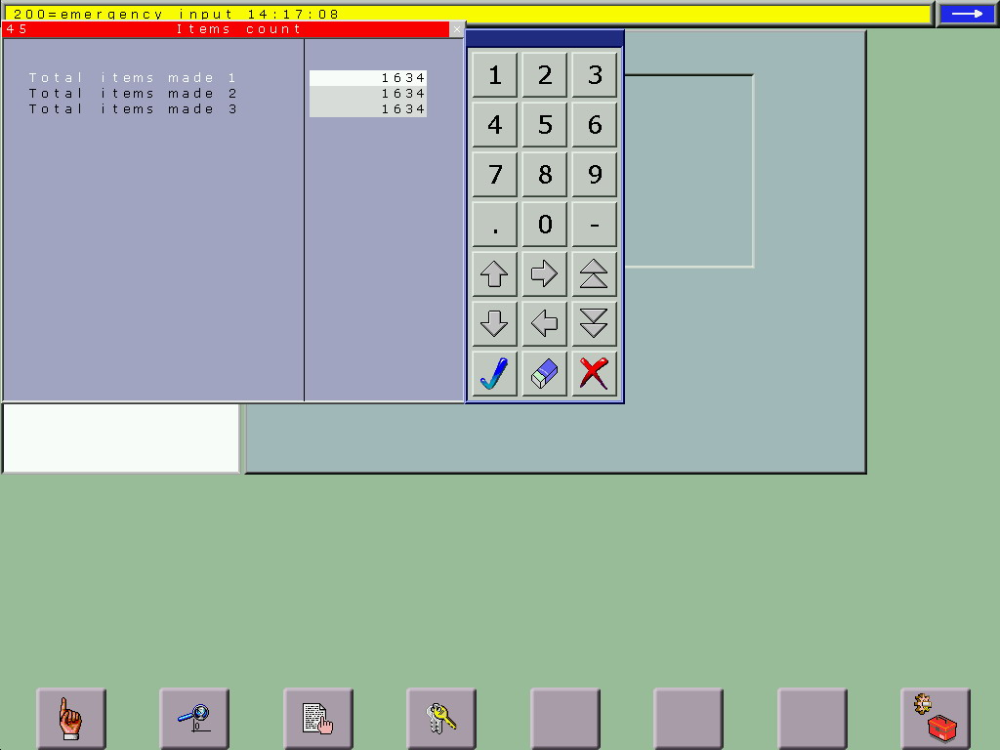 200=emergency input 14:17:08
45 Items count ×
Total items made 1 1634
Total items made 2 1634
Total items made 3 1634
1 2 3
4 5 6
7 8 9
. 0 -
0